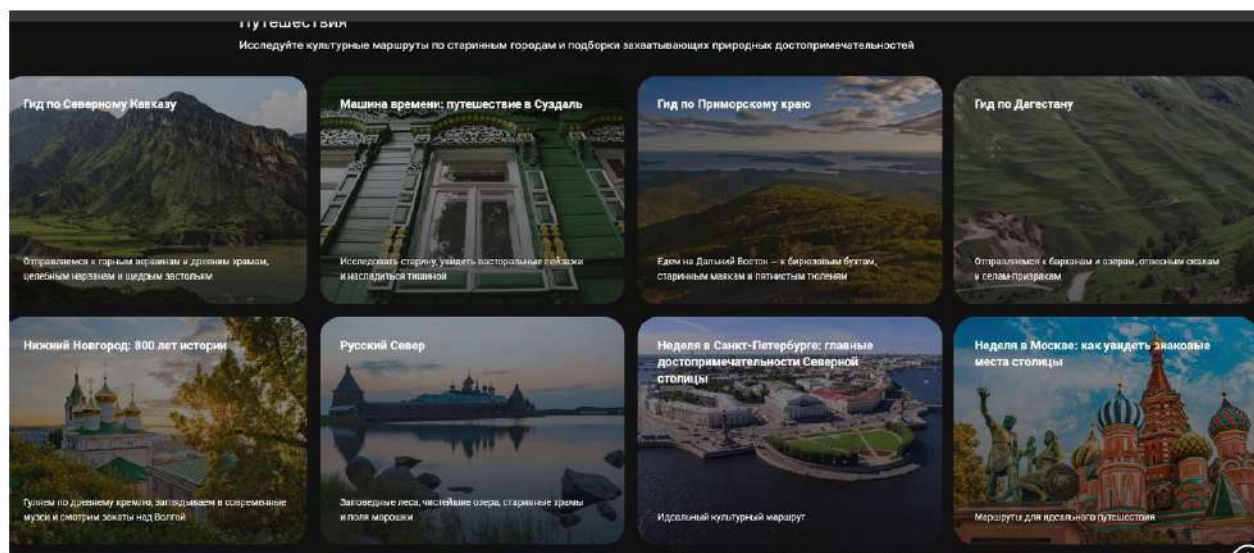 Путешествия
Исследуйте культурные маршруты по старинным городам и подборки захватывающих природных достопримечательностей
Гид по Северному Кавказу
Отправляемся к горным вершинам и древним храмам,
целебным нарзанам и щедрым застольям
Машина времени: путешествие в Суздаль
Исследовать старину, увидеть пасторальные пейзажи
и насладиться тишиной
Гид по Приморскому краю
Едем на Дальний Восток — к бирюзовым бухтам,
старинным маякам и пятнистым тюленям
Гид по Дагестану
Отправляемся к барханам и озерам, отвесным скалам
и селам-призракам
Нижний Новгород: 800 лет истории
Гуляем по древнему кремлю, заглядываем в современные
музеи и смотрим закаты над Волгой
Русский Север
Заповедные леса, чистейшие озера, старинные храмы
и поля морошки
Неделя в Санкт-Петербурге: главные
достопримечательности Северной
столицы
Идеальный культурный маршрут
Неделя в Москве: как увидеть знаковые
места столицы
Маршруты для идеального путешествия